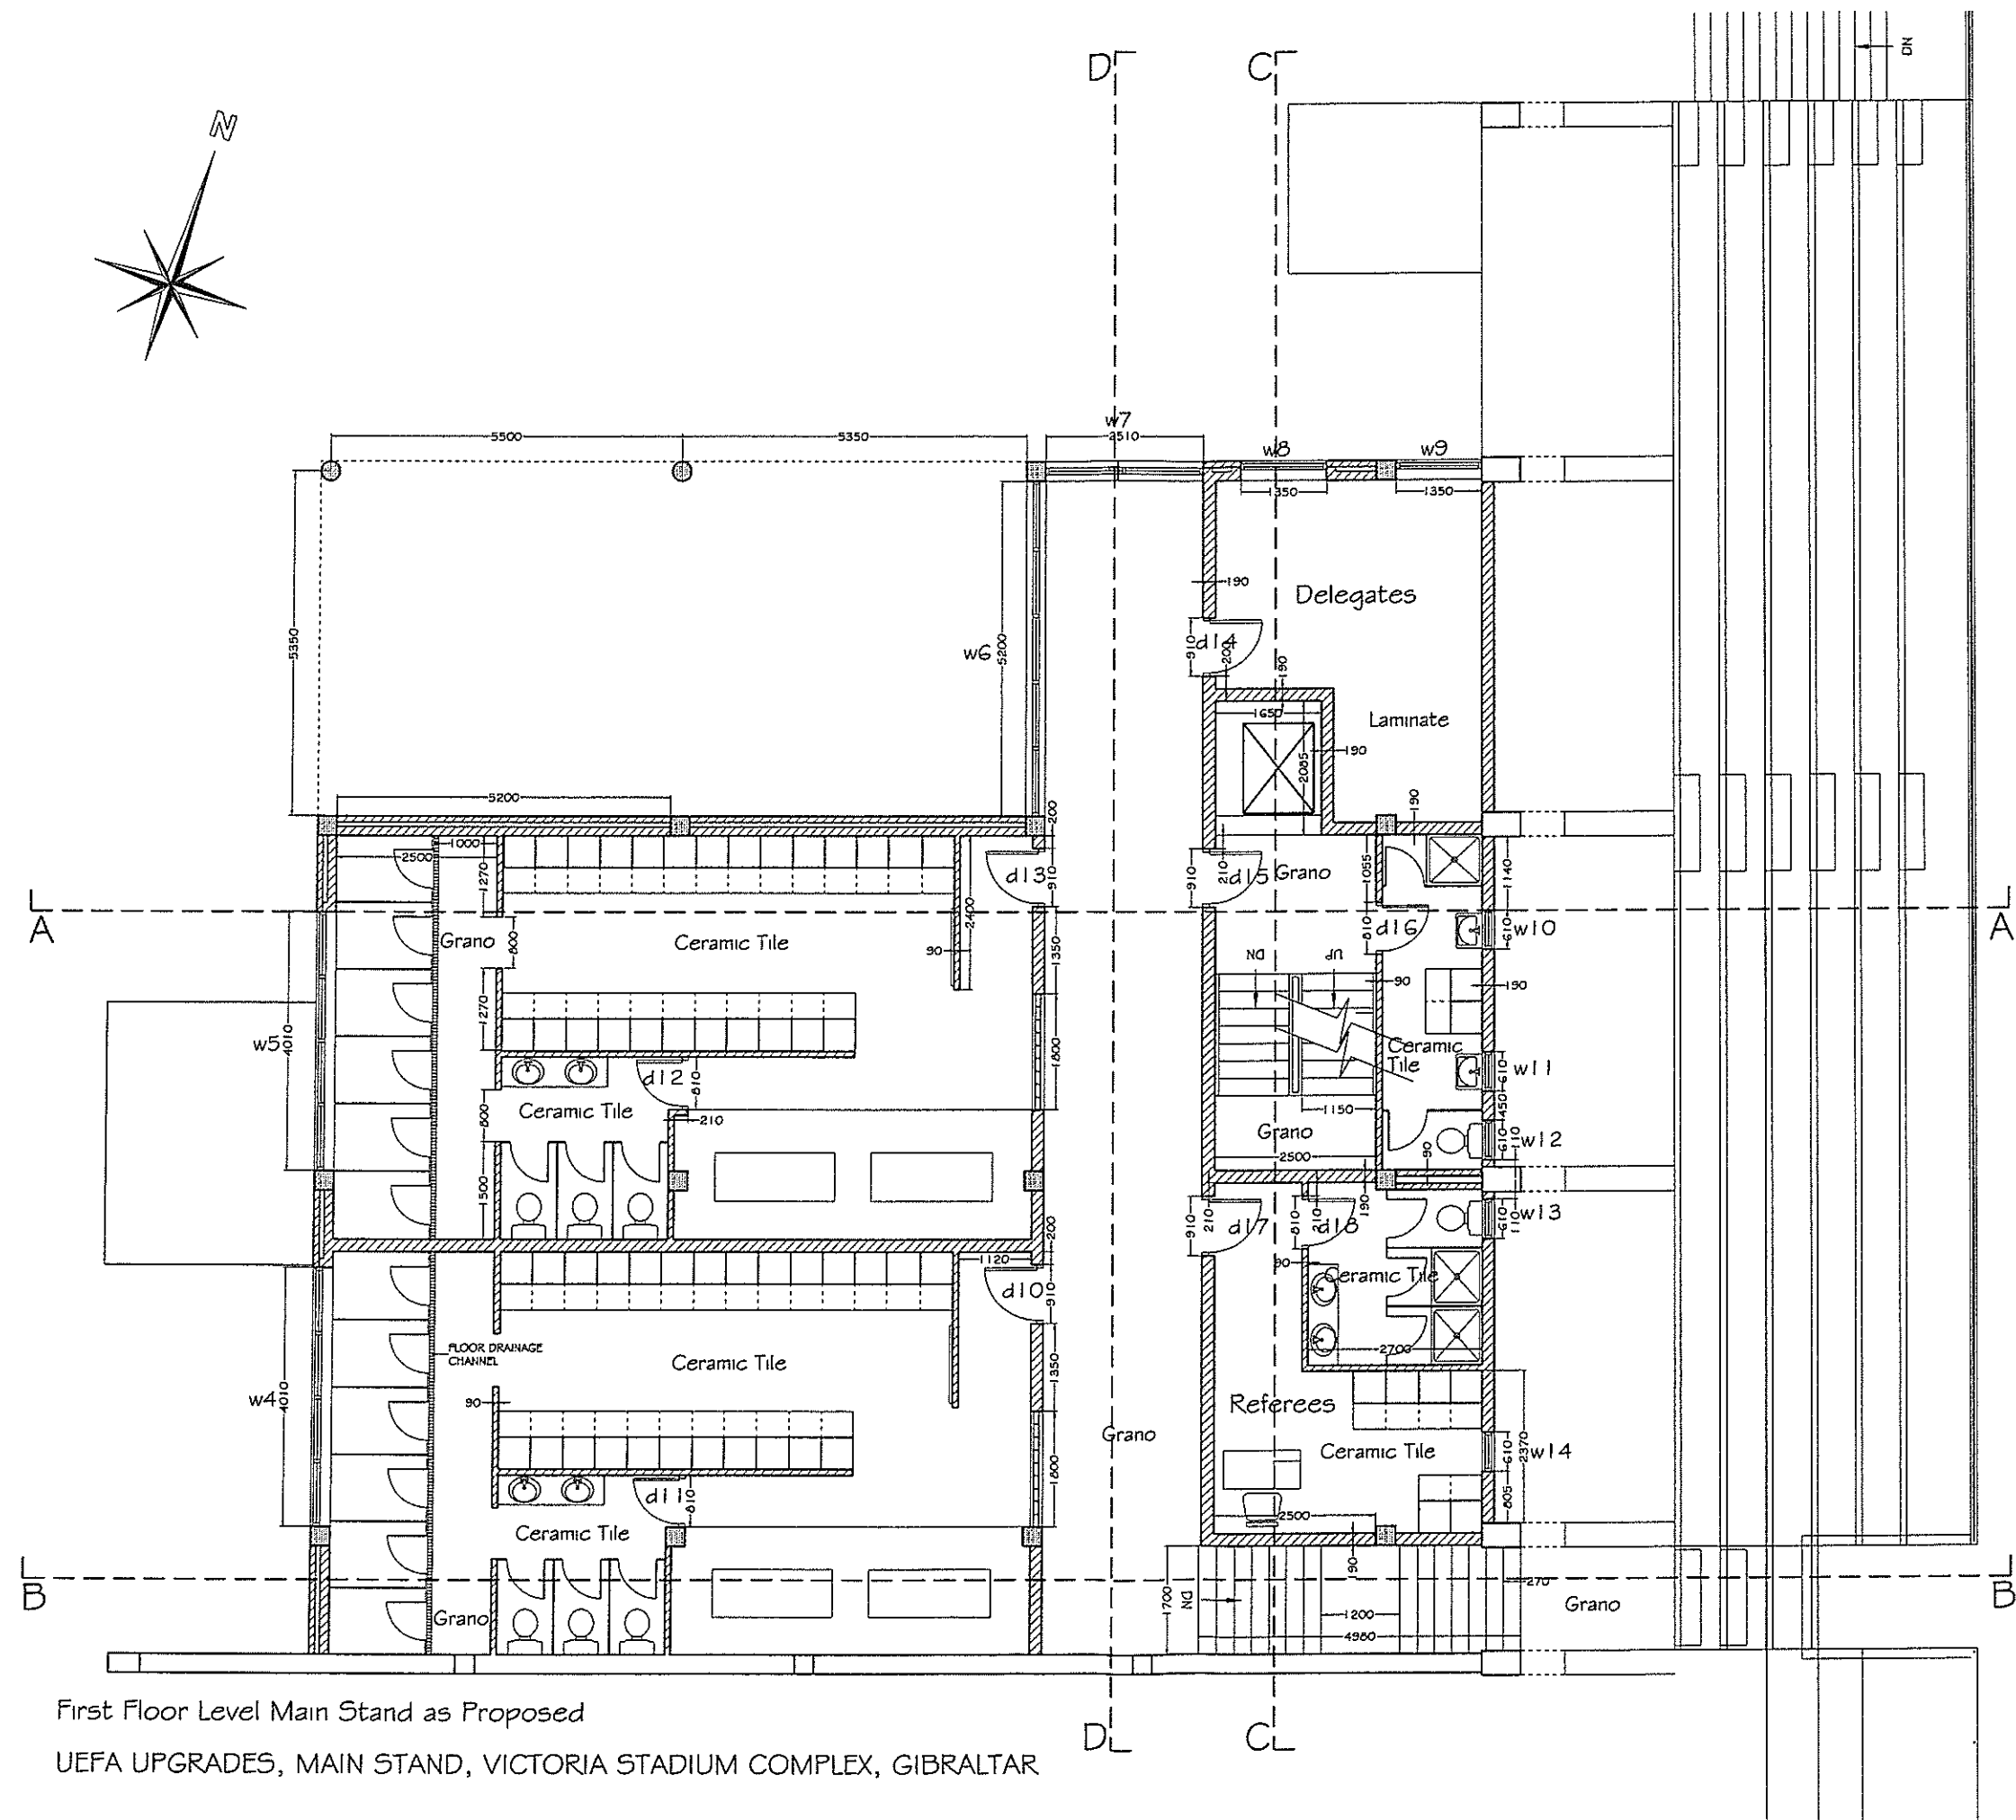 DN
D
C
N
w7
5500
5350
2510
w8
w9
1350
1350
190
Delegates
5350
w6
5200
910
d14
200
190
1650
Laminate
190
2085
190
5200
200
1000
2500
1270
d13
910
910
210
d15
Grano
1055
1140
A
A
Grano
800
Ceramic Tile
90
2400
810
d16
610
w10
1350
DN
UP
90
190
1270
w5
4010
1800
Ceramic
Tile
610
w11
d12
810
800
Ceramic Tile
210
1150
450
Grano
610
110
w12
2500
90
1500
190
200
910
210
d17
810
210
d18
610
110
w13
1120
d10
910
90
Ceramic Tile
FLOOR DRAINAGE
CHANNEL
Ceramic Tile
1350
2700
w4
4010
90
Referees
Grano
Ceramic Tile
610
2370
w14
1800
d11
810
805
2500
Ceramic Tile
B
B
90
270
1700
DN
Grano
1200
4980
Grano
First Floor Level Main Stand as Proposed
D
C
UEFA UPGRADES, MAIN STAND, VICTORIA STADIUM COMPLEX, GIBRALTAR